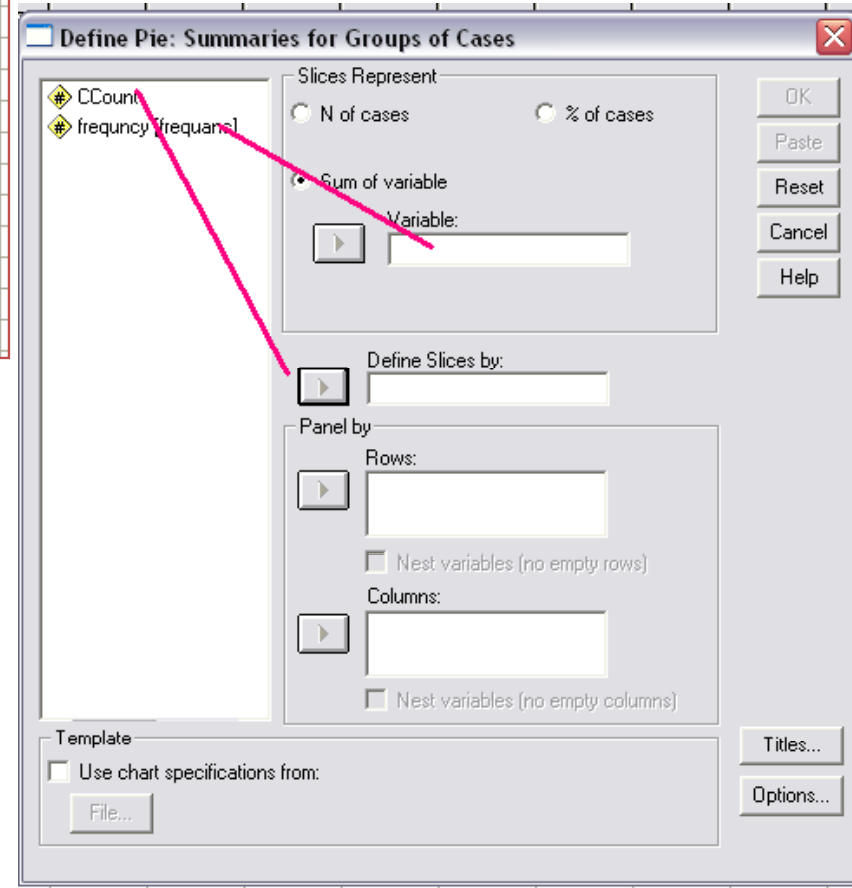 Define Pie: Summaries for Groups of Cases
CCount
frequncy [frequans]
Slices Represent
N of cases
% of cases
Sum of variable
Variable:
Define Slices by:
Panel by
Rows:
Nest variables (no empty rows)
Columns:
Nest variables (no empty columns)
OK
Paste
Reset
Cancel
Help
Template
Use chart specifications from:
File...
Titles...
Options...